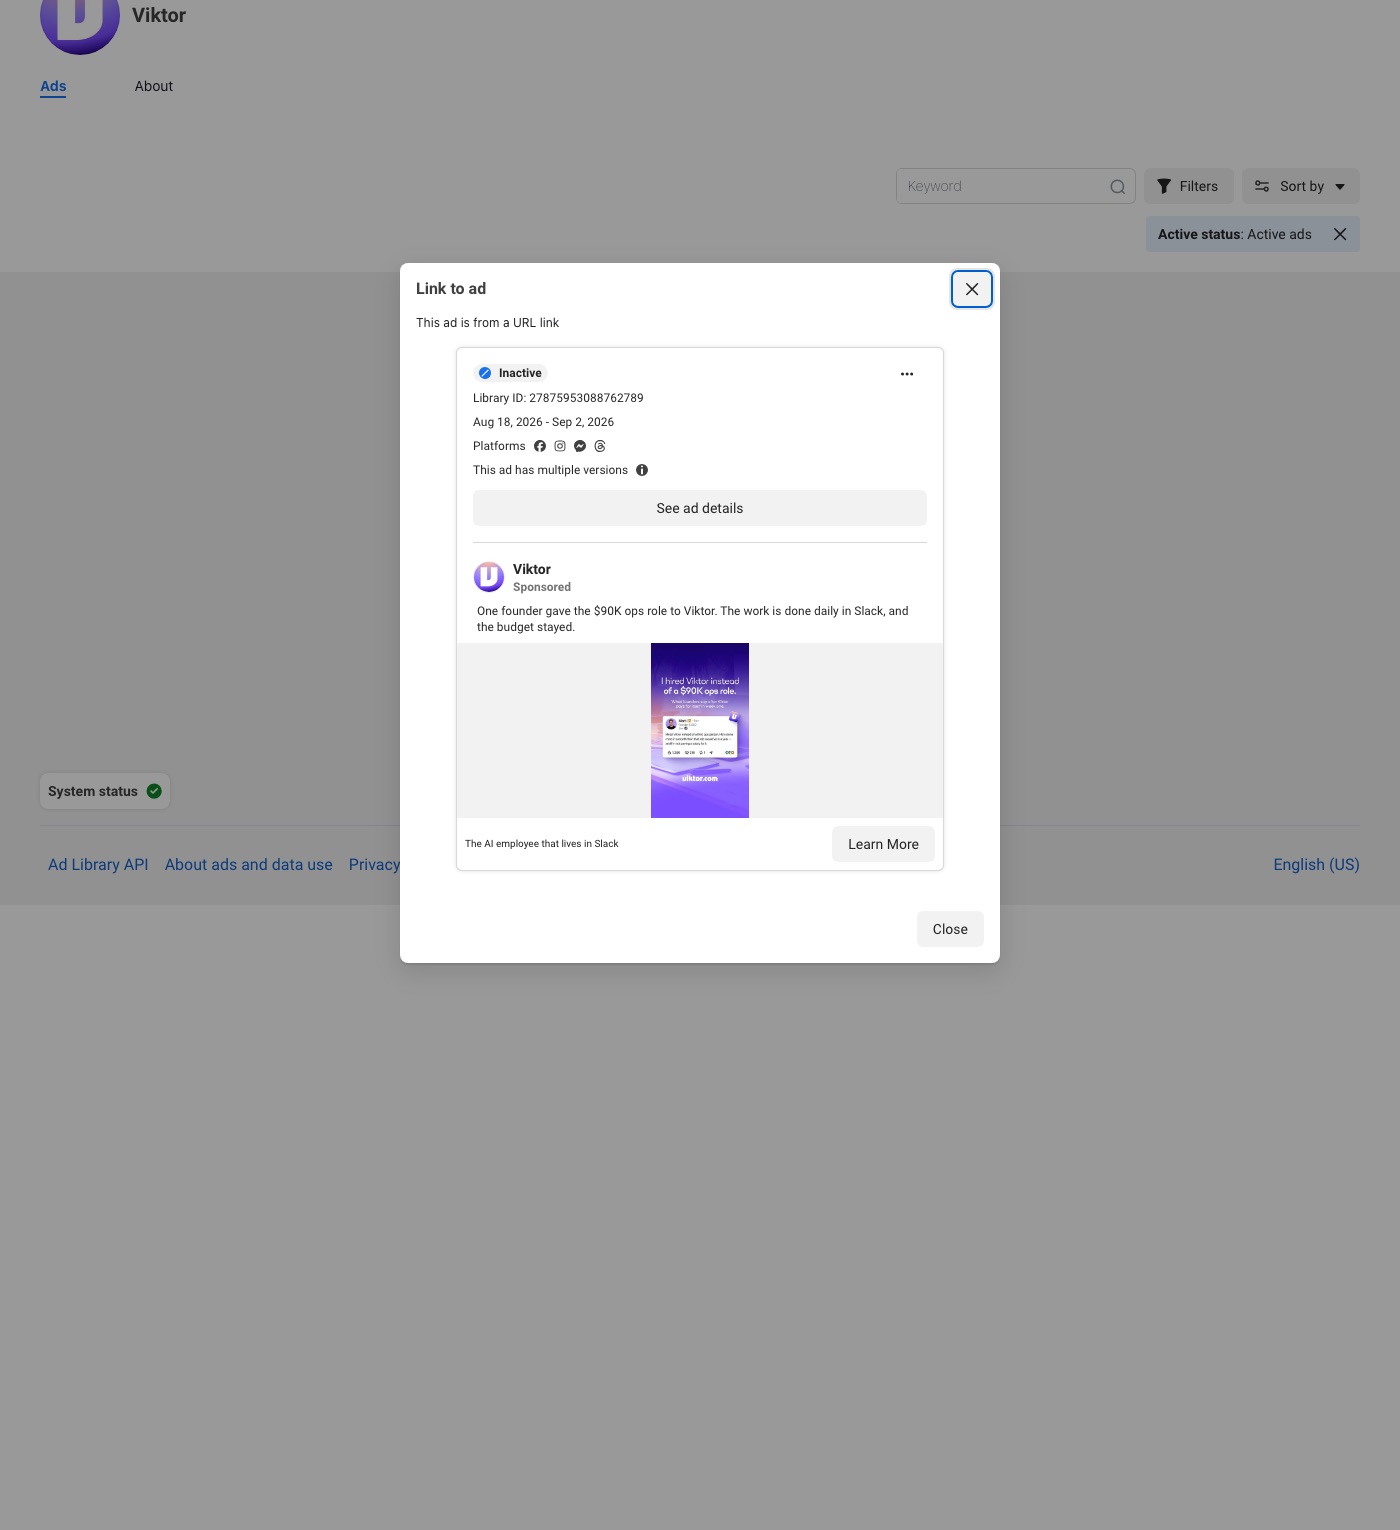 Viktor
Ads
About
Keyword
Filters
Sort by
Active status: Active ads
Link to ad
This ad is from a URL link
Inactive
Library ID: 27875953088762789
Aug 18, 2026 - Sep 2, 2026
Platforms
This ad has multiple versions
See ad details
Viktor
Sponsored
One founder gave the $90K ops role to Viktor. The work is done daily in Slack, and
the budget stayed.
I hired Viktor instead
of a $90K ops role.
viktor.com
The AI employee that lives in Slack
Learn More
System status
Ad Library API
About ads and data use
Privacy
English (US)
Close